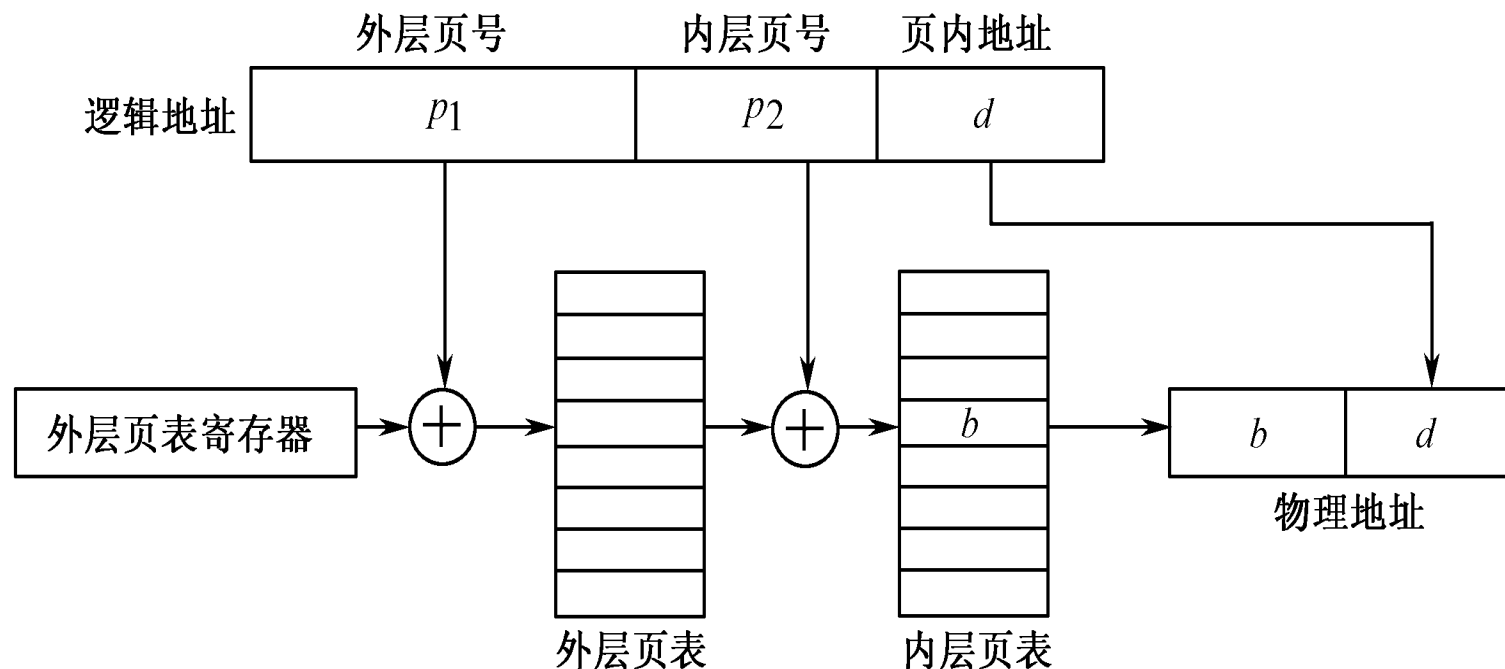 外层页号 内层页号 页内地址
逻辑地址 p1 p2 d
外层页表寄存器 + + b b d
物理地址
外层页表 内层页表